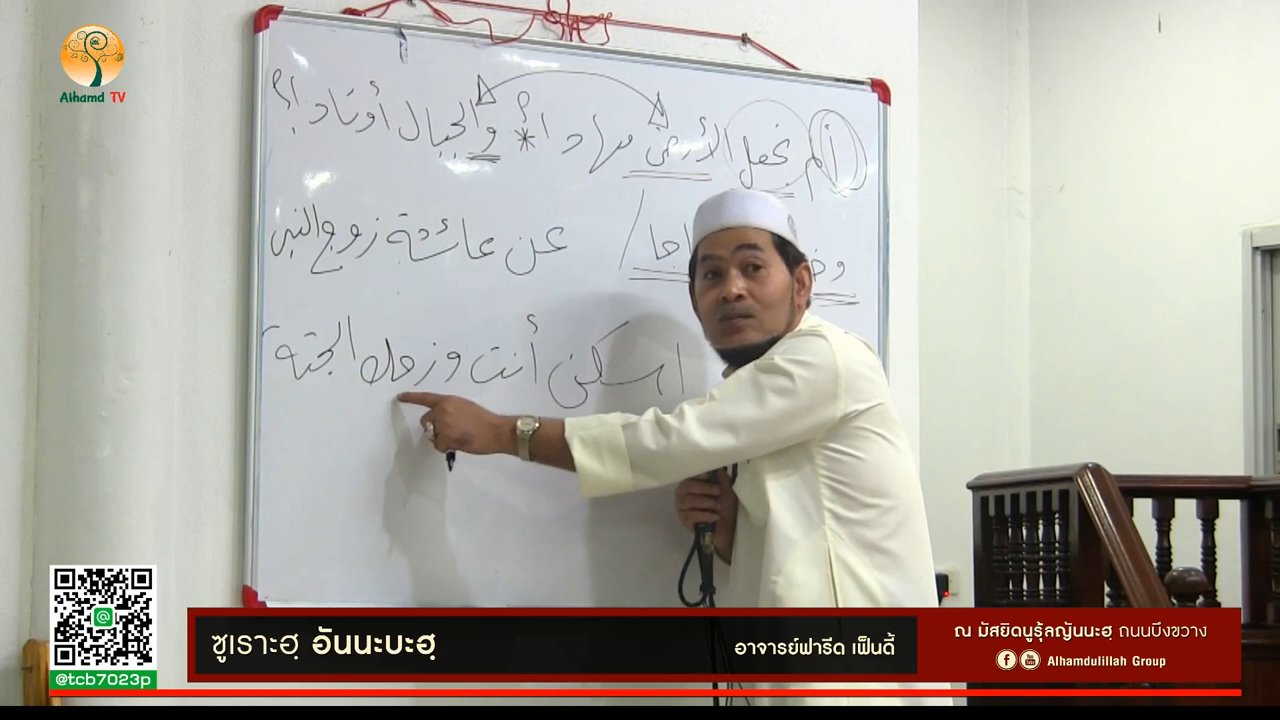 Alhamd TV
ألم نجعل الأرض مهادا؟ * والجبال أوتادا؟!
اجا / عن عائشة زوج النبي
اسكن أنت وزوجك الجنة
@tcb7023p
ซูเราะฮฺ อันนะบะฮฺ
อาจารย์ฟารีด เฟ็นดี้
ณ มัสยิดนูรุ้ลญันนะฮฺ ถนนบึงขวาง
Alhamdulillah Group